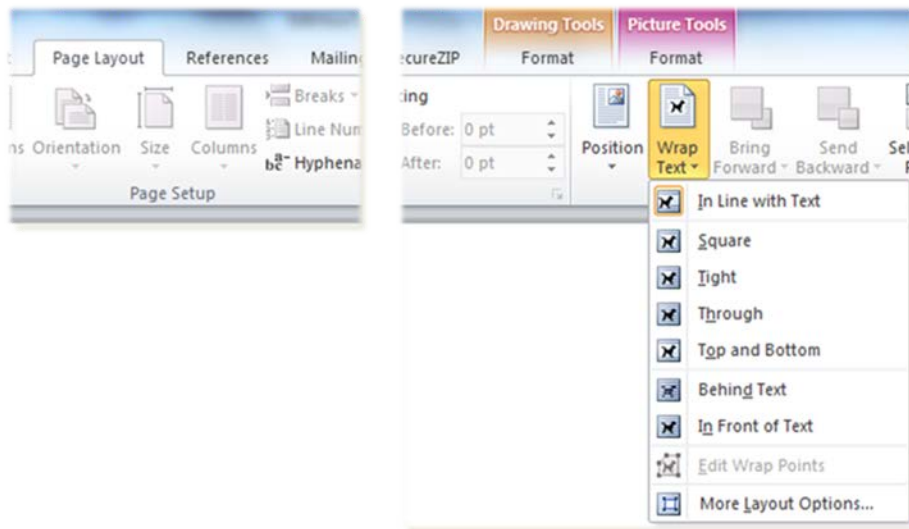 Page Layout References Mailin
Orientation Size Columns
Breaks
Line Num
Hyphena
Page Setup
Drawing Tools Picture Tools
ecureZIP Format Format
cing
Before: 0 pt
After: 0 pt
Position
Wrap Text
Bring Forward
Send Backward
Sel
In Line with Text
Square
Tight
Through
Top and Bottom
Behind Text
In Front of Text
Edit Wrap Points
More Layout Options...